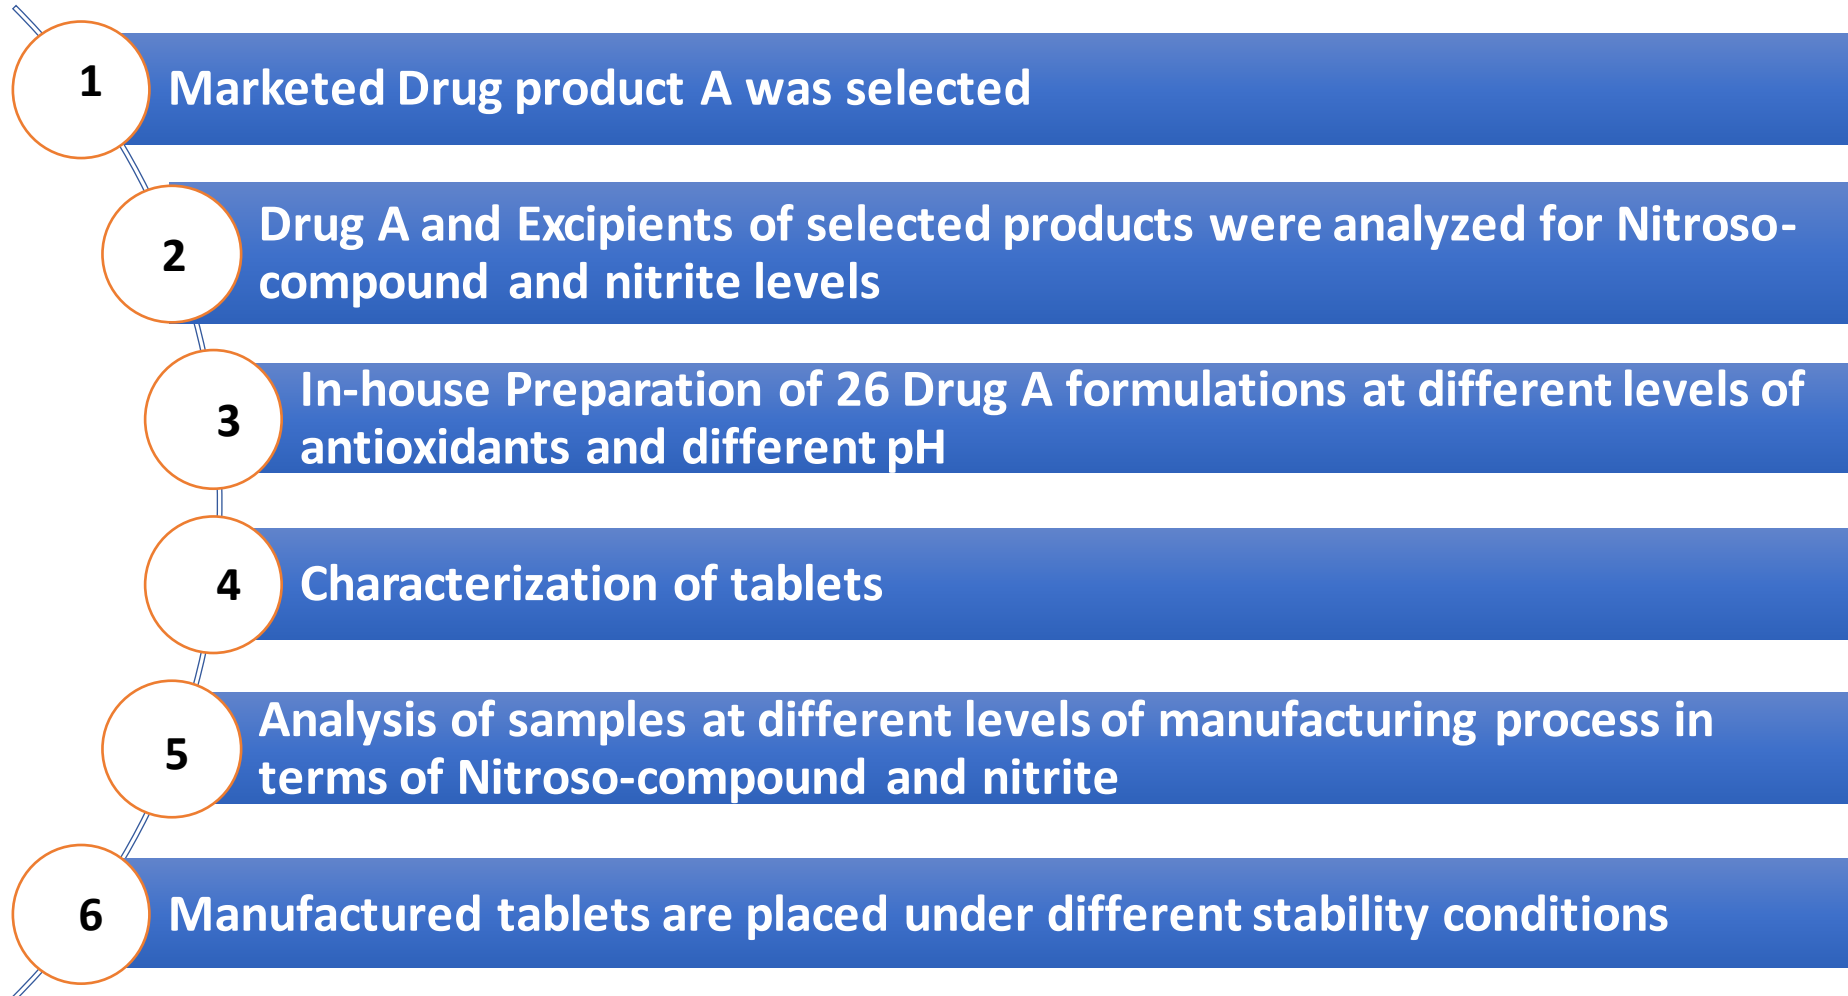 1
Marketed Drug product A was selected
2
Drug A and Excipients of selected products were analyzed for Nitroso-
compound and nitrite levels
3
In-house Preparation of 26 Drug A formulations at different levels of
antioxidants and different pH
4
Characterization of tablets
5
Analysis of samples at different levels of manufacturing process in
terms of Nitroso-compound and nitrite
6
Manufactured tablets are placed under different stability conditions